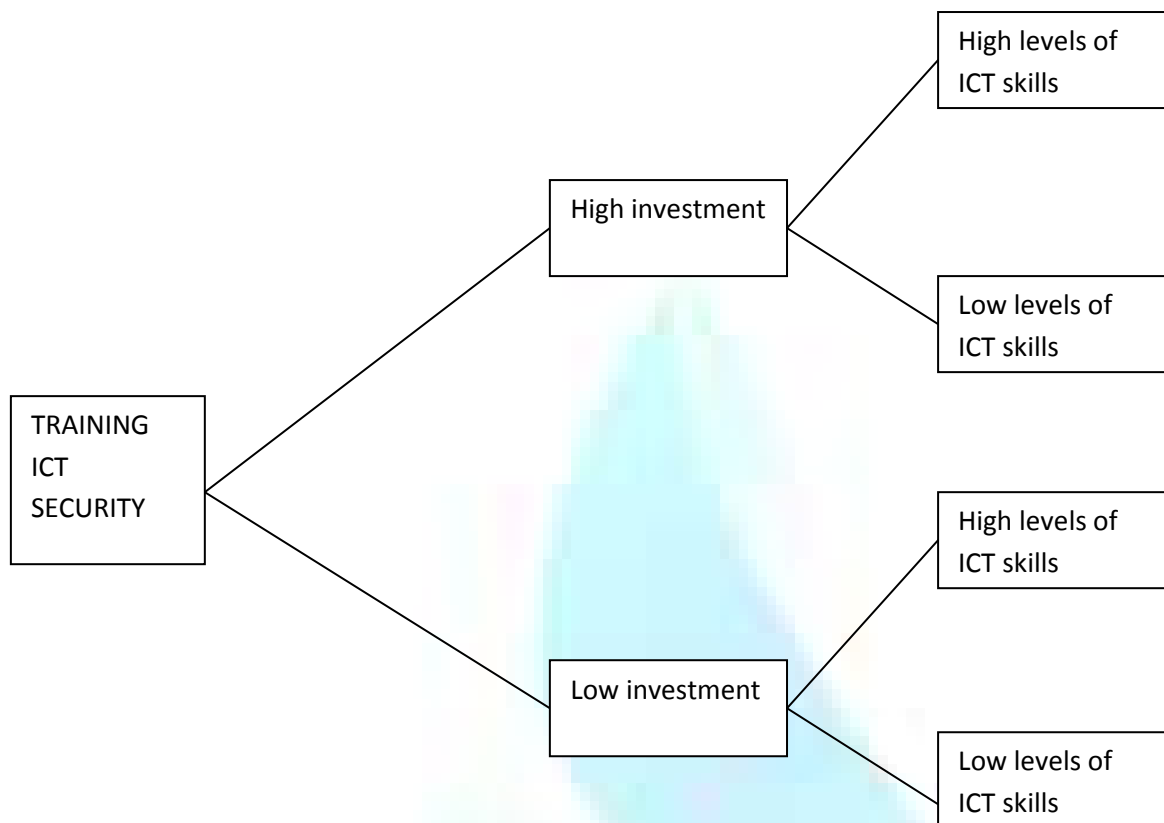 High levels of
ICT skills
High investment
Low levels of
ICT skills
TRAINING
ICT
SECURITY
High levels of
ICT skills
Low investment
Low levels of
ICT skills